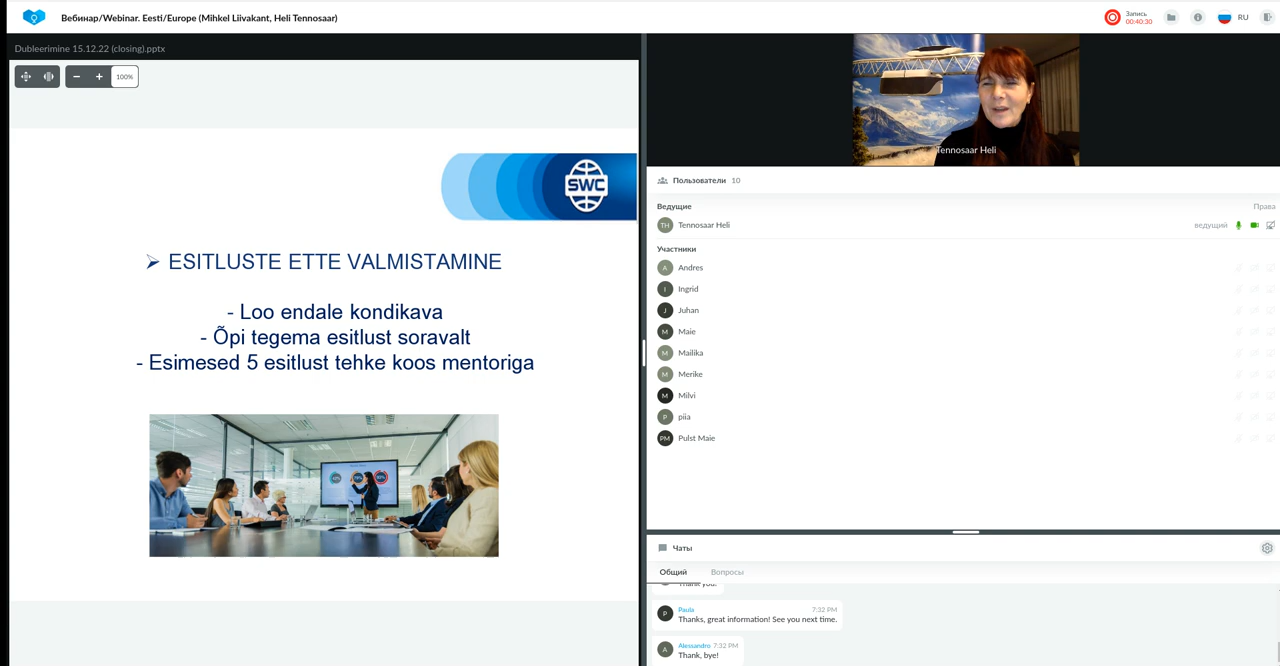 Вебинар/Webinar. Eesti/Europe (Mihkel Liivakant, Heli Tennosaar)
Запись
00:40:30
RU
Dubleerimine 15.12.22 (closing).pptx
100%
SWC
➢ ESITLUSTE ETTE VALMISTAMINE
- Loo endale kondikava
- Õpi tegema esitlust soravalt
- Esimesed 5 esitlust tehke koos mentoriga
Tennosaar Heli
Пользователи 10
Ведущие
Права
TH Tennosaar Heli
ведущий
Участники
A Andres
I Ingrid
J Juhan
M Maie
M Mailika
M Merike
M Milvi
P piia
PM Pulst Maie
Чаты
Общий
Вопросы
Thank you.
P Paula 7:32 PM
Thanks, great information! See you next time.
A Alessandro 7:32 PM
Thank, bye!